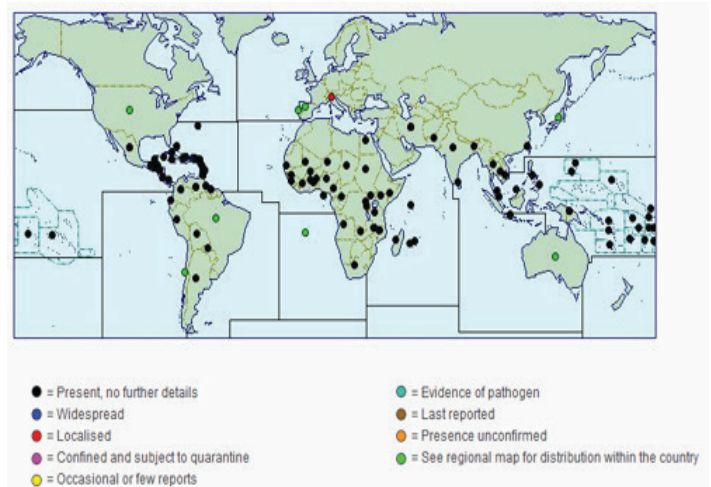 = Present, no further details
= Widespread
= Localised
= Confined and subject to quarantine
= Occasional or few reports
= Evidence of pathogen
= Last reported
= Presence unconfirmed
= See regional map for distribution within the country